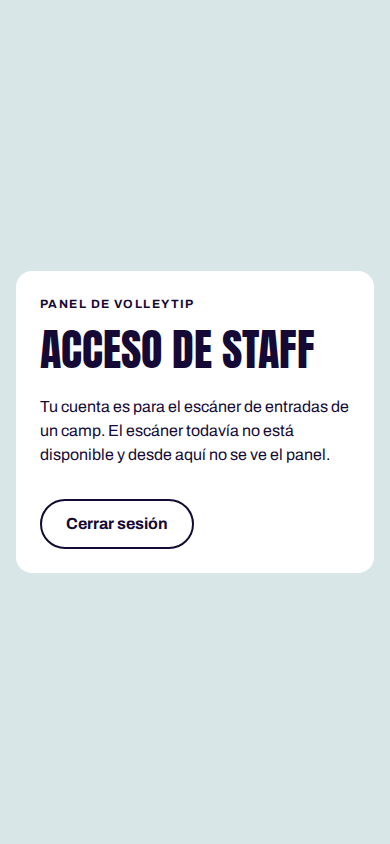 PANEL DE VOLLEYTIP
ACCESO DE STAFF
Tu cuenta es para el escáner de entradas de
un camp. El escáner todavía no está
disponible y desde aquí no se ve el panel.
Cerrar sesión